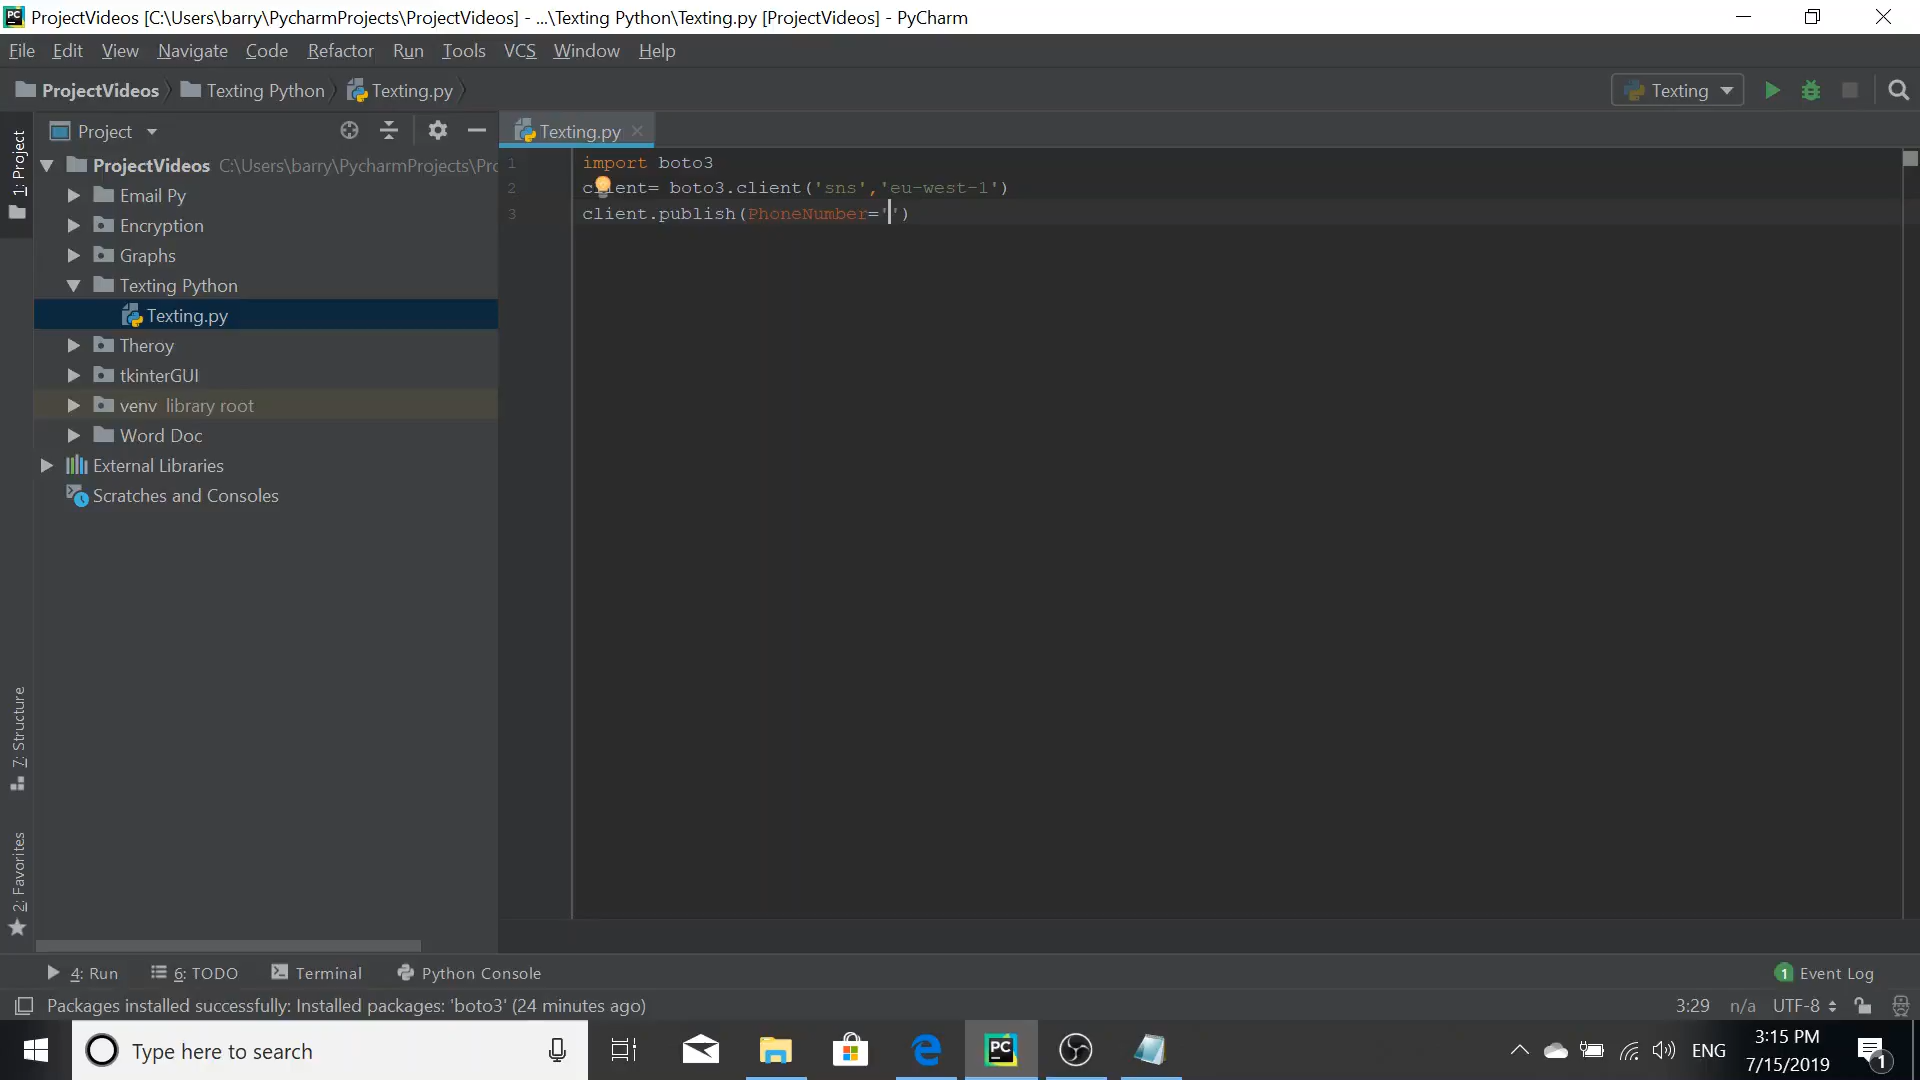 ProjectVideos [C:\Users\barry\PycharmProjects\ProjectVideos] - ...\Texting Python\Texting.py [ProjectVideos] - PyCharm
File Edit View Navigate Code Refactor Run Tools VCS Window Help
ProjectVideos Texting Python Texting.py
Texting
1: Project
Project
Texting.py
ProjectVideos C:\Users\barry\PycharmProjects\Pro
Email Py
Encryption
Graphs
Texting Python
Texting.py
Theroy
tkinterGUI
venv library root
Word Doc
External Libraries
Scratches and Consoles
1 import boto3
2 client= boto3.client('sns','eu-west-1')
3 client.publish(PhoneNumber='')
7: Structure
2: Favorites
4: Run 6: TODO Terminal Python Console
1 Event Log
Packages installed successfully: Installed packages: 'boto3' (24 minutes ago)
3:29 n/a UTF-8
Type here to search
PC
ENG
3:15 PM
7/15/2019
1